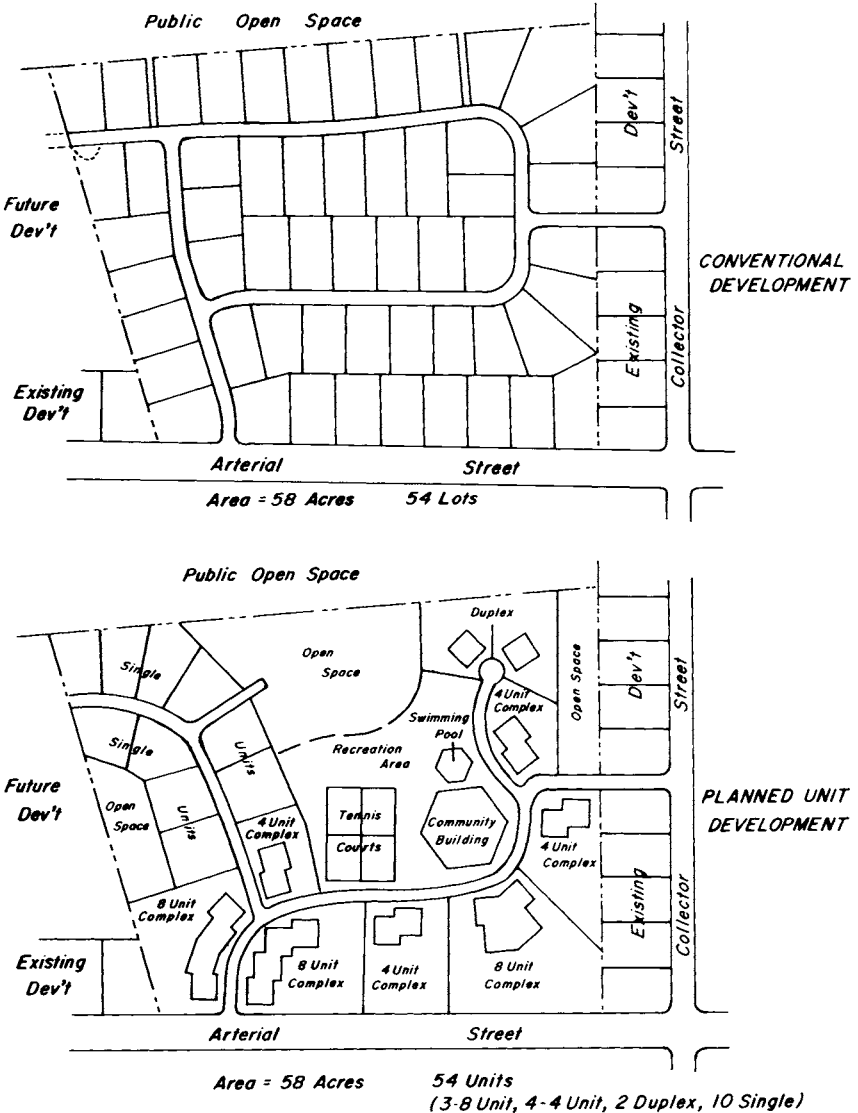 Public Open Space
Dev't
Street
Future
Dev't
CONVENTIONAL
DEVELOPMENT
Existing
Collector
Existing
Dev't
Arterial Street
Area = 58 Acres 54 Lots
Public Open Space
Duplex
Single
Open
Space
Open Space
Dev't
Street
4 Unit
Complex
Swimming
Pool
Single
Units
Recreation
Area
Future
Dev't
Open
Space
Units
4 Unit
Complex
Tennis
Courts
Community
Building
4 Unit
Complex
PLANNED UNIT
DEVELOPMENT
Existing
Collector
8 Unit
Complex
Existing
Dev't
8 Unit
Complex
4 Unit
Complex
8 Unit
Complex
Arterial Street
Area = 58 Acres 54 Units
(3-8 Unit, 4-4 Unit, 2 Duplex, 10 Single)